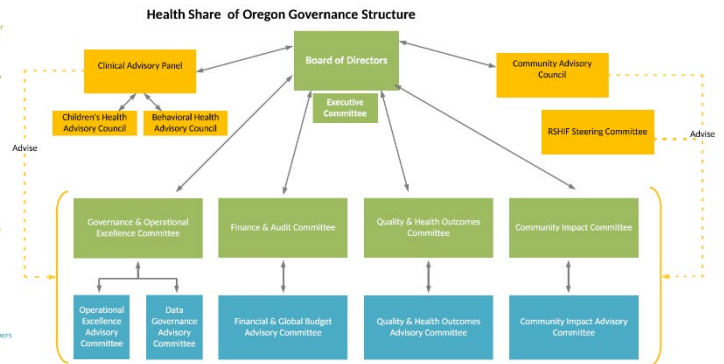 Health Share of Oregon Governance Structure
Clinical Advisory Panel
Board of Directors
Community Advisory
Council
Executive
Committee
Children's Health
Advisory Council
Behavioral Health
Advisory Council
RSHIF Steering Committee
Advise
Advise
Governance & Operational
Excellence Committee
Finance & Audit Committee
Quality & Health Outcomes
Committee
Community Impact Committee
Operational
Excellence
Advisory
Committee
Data
Governance
Advisory
Committee
Financial & Global Budget
Advisory Committee
Quality & Health Outcomes
Advisory Committee
Community Impact Advisory
Committee